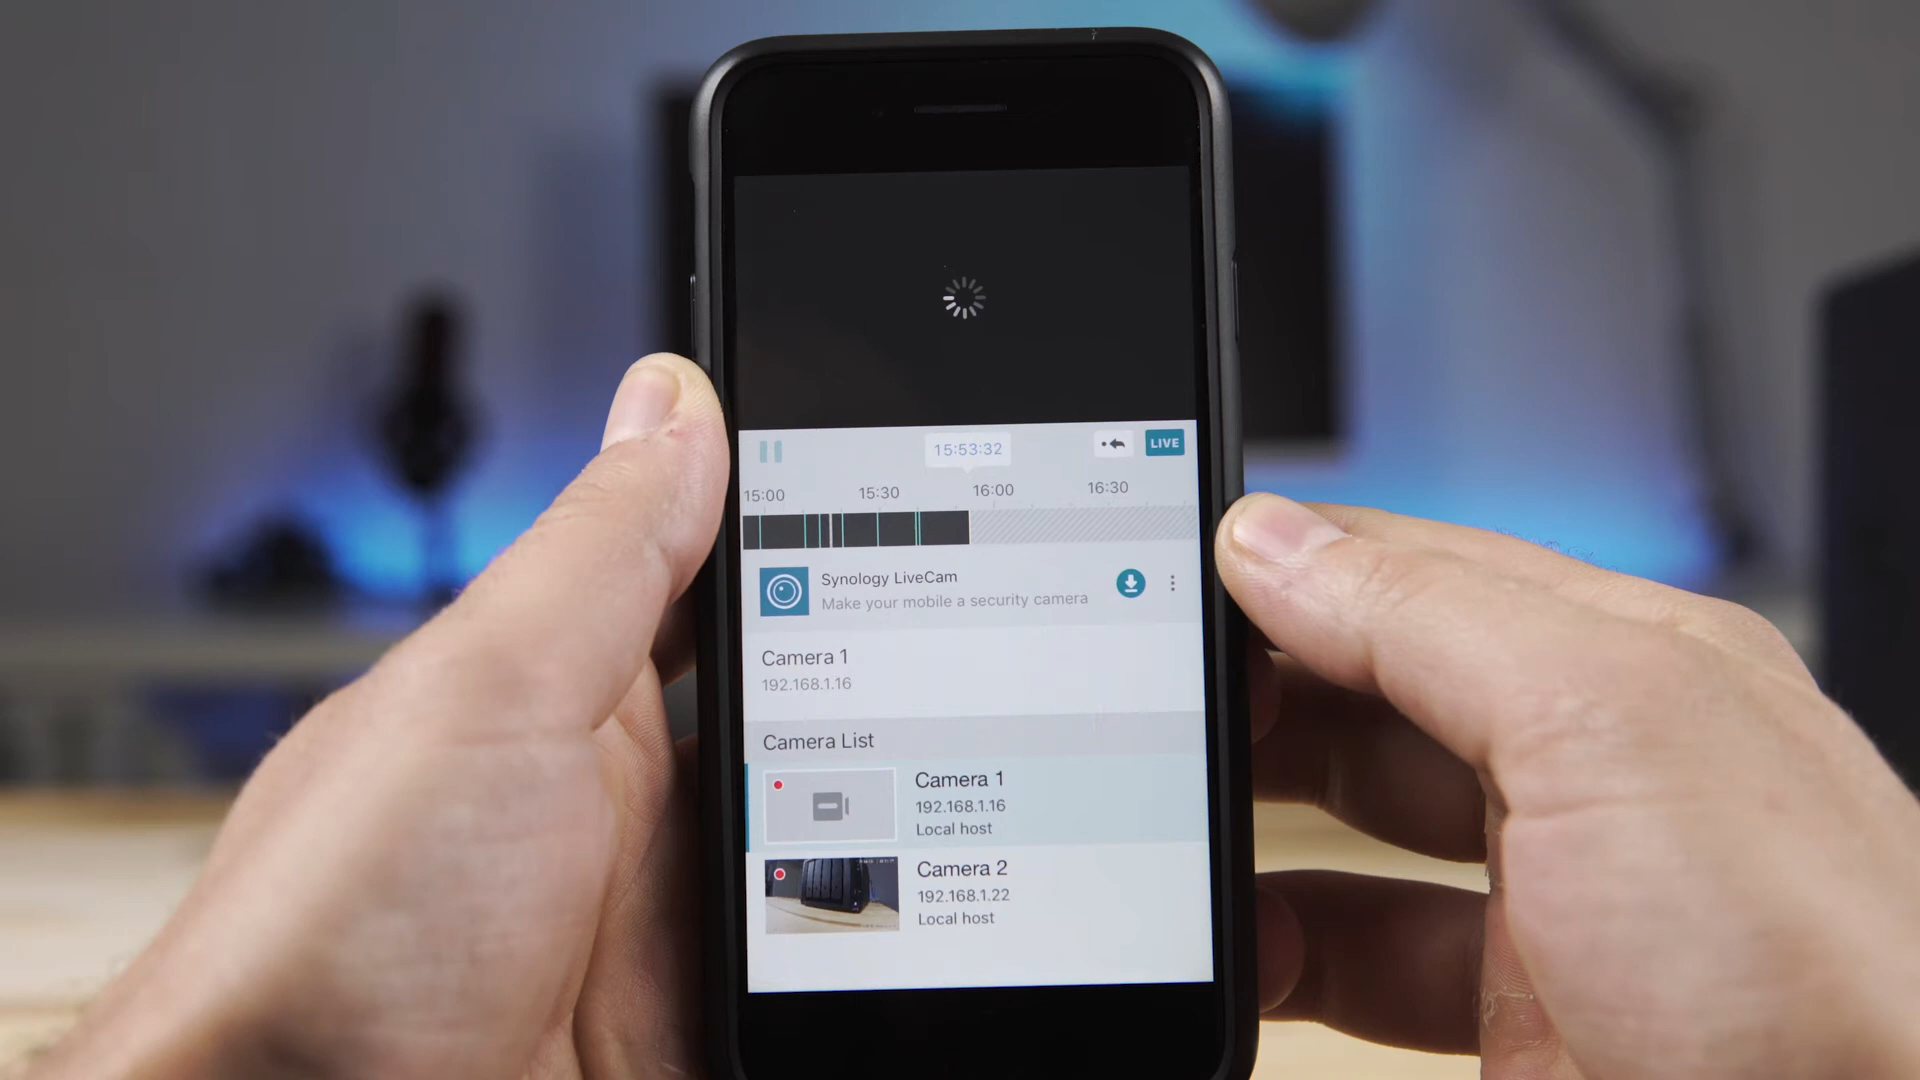 15:53:32
LIVE
15:00 15:30 16:00 16:30
Synology LiveCam
Make your mobile a security camera
Camera 1
192.168.1.16
Camera List
Camera 1
192.168.1.16
Local host
Camera 2
192.168.1.22
Local host